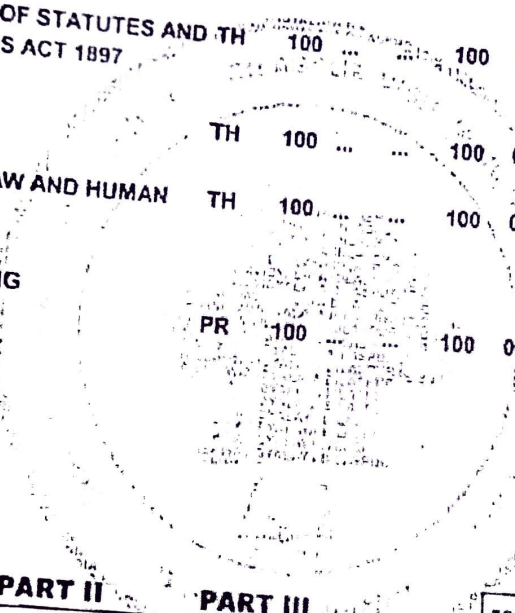 OF STATUTES AND TH 100 ... ... 100
S ACT 1897
TH 100 ... ... 100
AW AND HUMAN TH 100 ... ... 100
G
PR 100 ... ... 100
PART II PART III